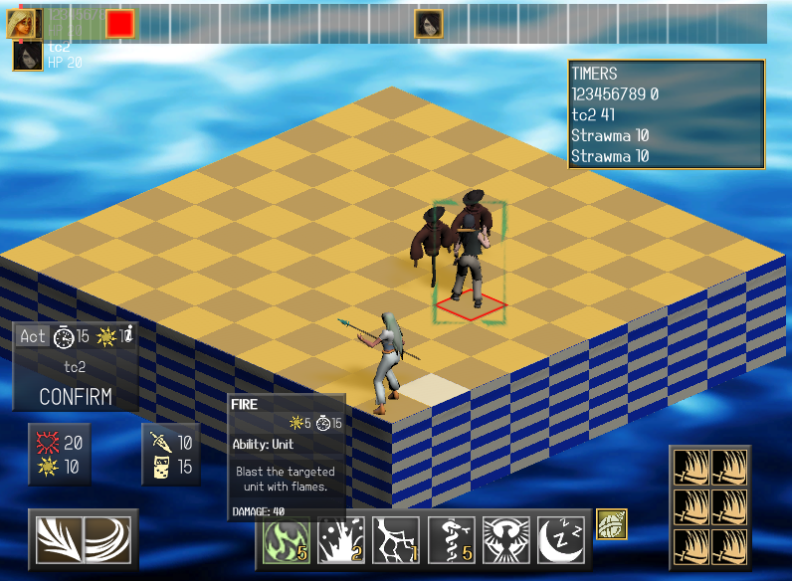 tc2
HP 20
TIMERS
123456789 0
tc2 41
Strawma 10
Strawma 10
Act 15
tc2
CONFIRM
FIRE
5 15
Ability: Unit
Blast the targeted
unit with flames.
DAMAGE: 40
20
10
10
15
5
2
1
5